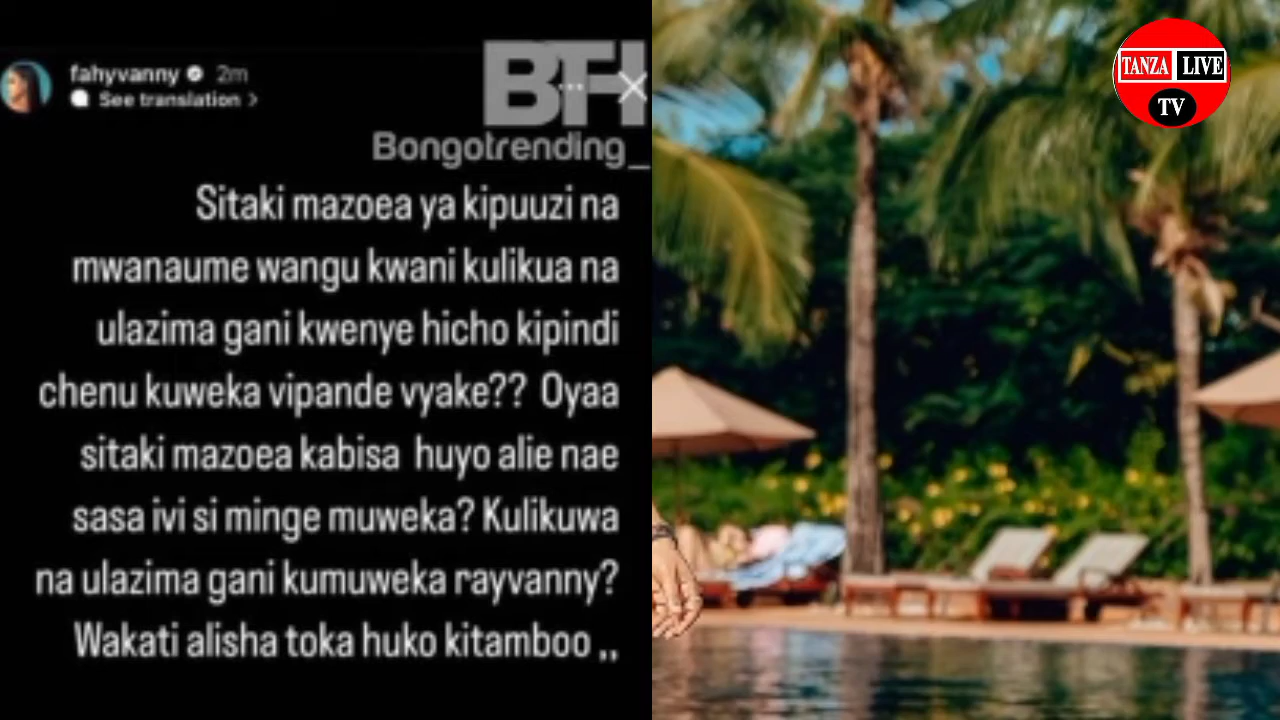 fahyvanny 2m
See translation
BTH
Bongotrending_
Sitaki mazoea ya kipuuzi na
mwanaume wangu kwani kulikua na
ulazima gani kwenye hicho kipindi
chenu kuweka vipande vyake?? Oyaa
sitaki mazoea kabisa huyo alie nae
sasa ivi si minge muweka? Kulikuwa
na ulazima gani kumuweka rayvanny?
Wakati alisha toka huko kitamboo ,,
TANZA LIVE
TV